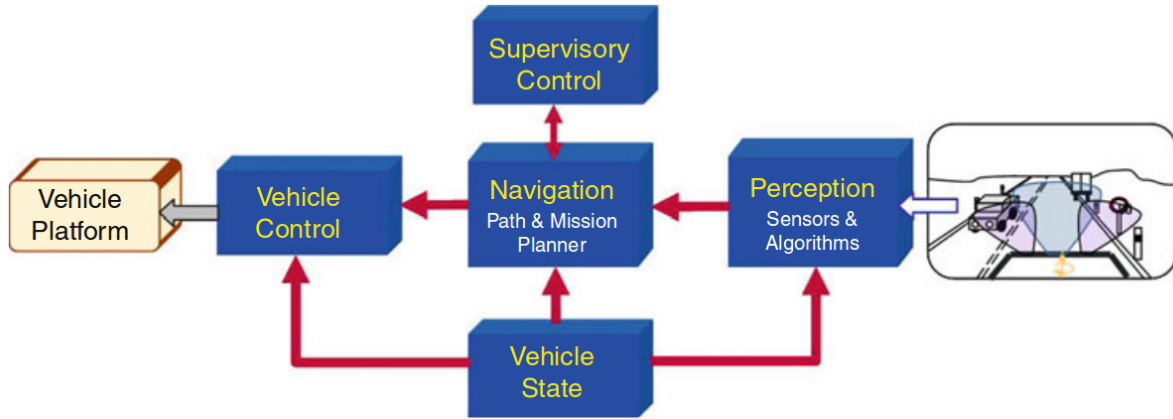 Supervisory
Control
Vehicle
Platform
Vehicle
Control
Navigation
Path & Mission
Planner
Perception
Sensors &
Algorithms
Vehicle
State